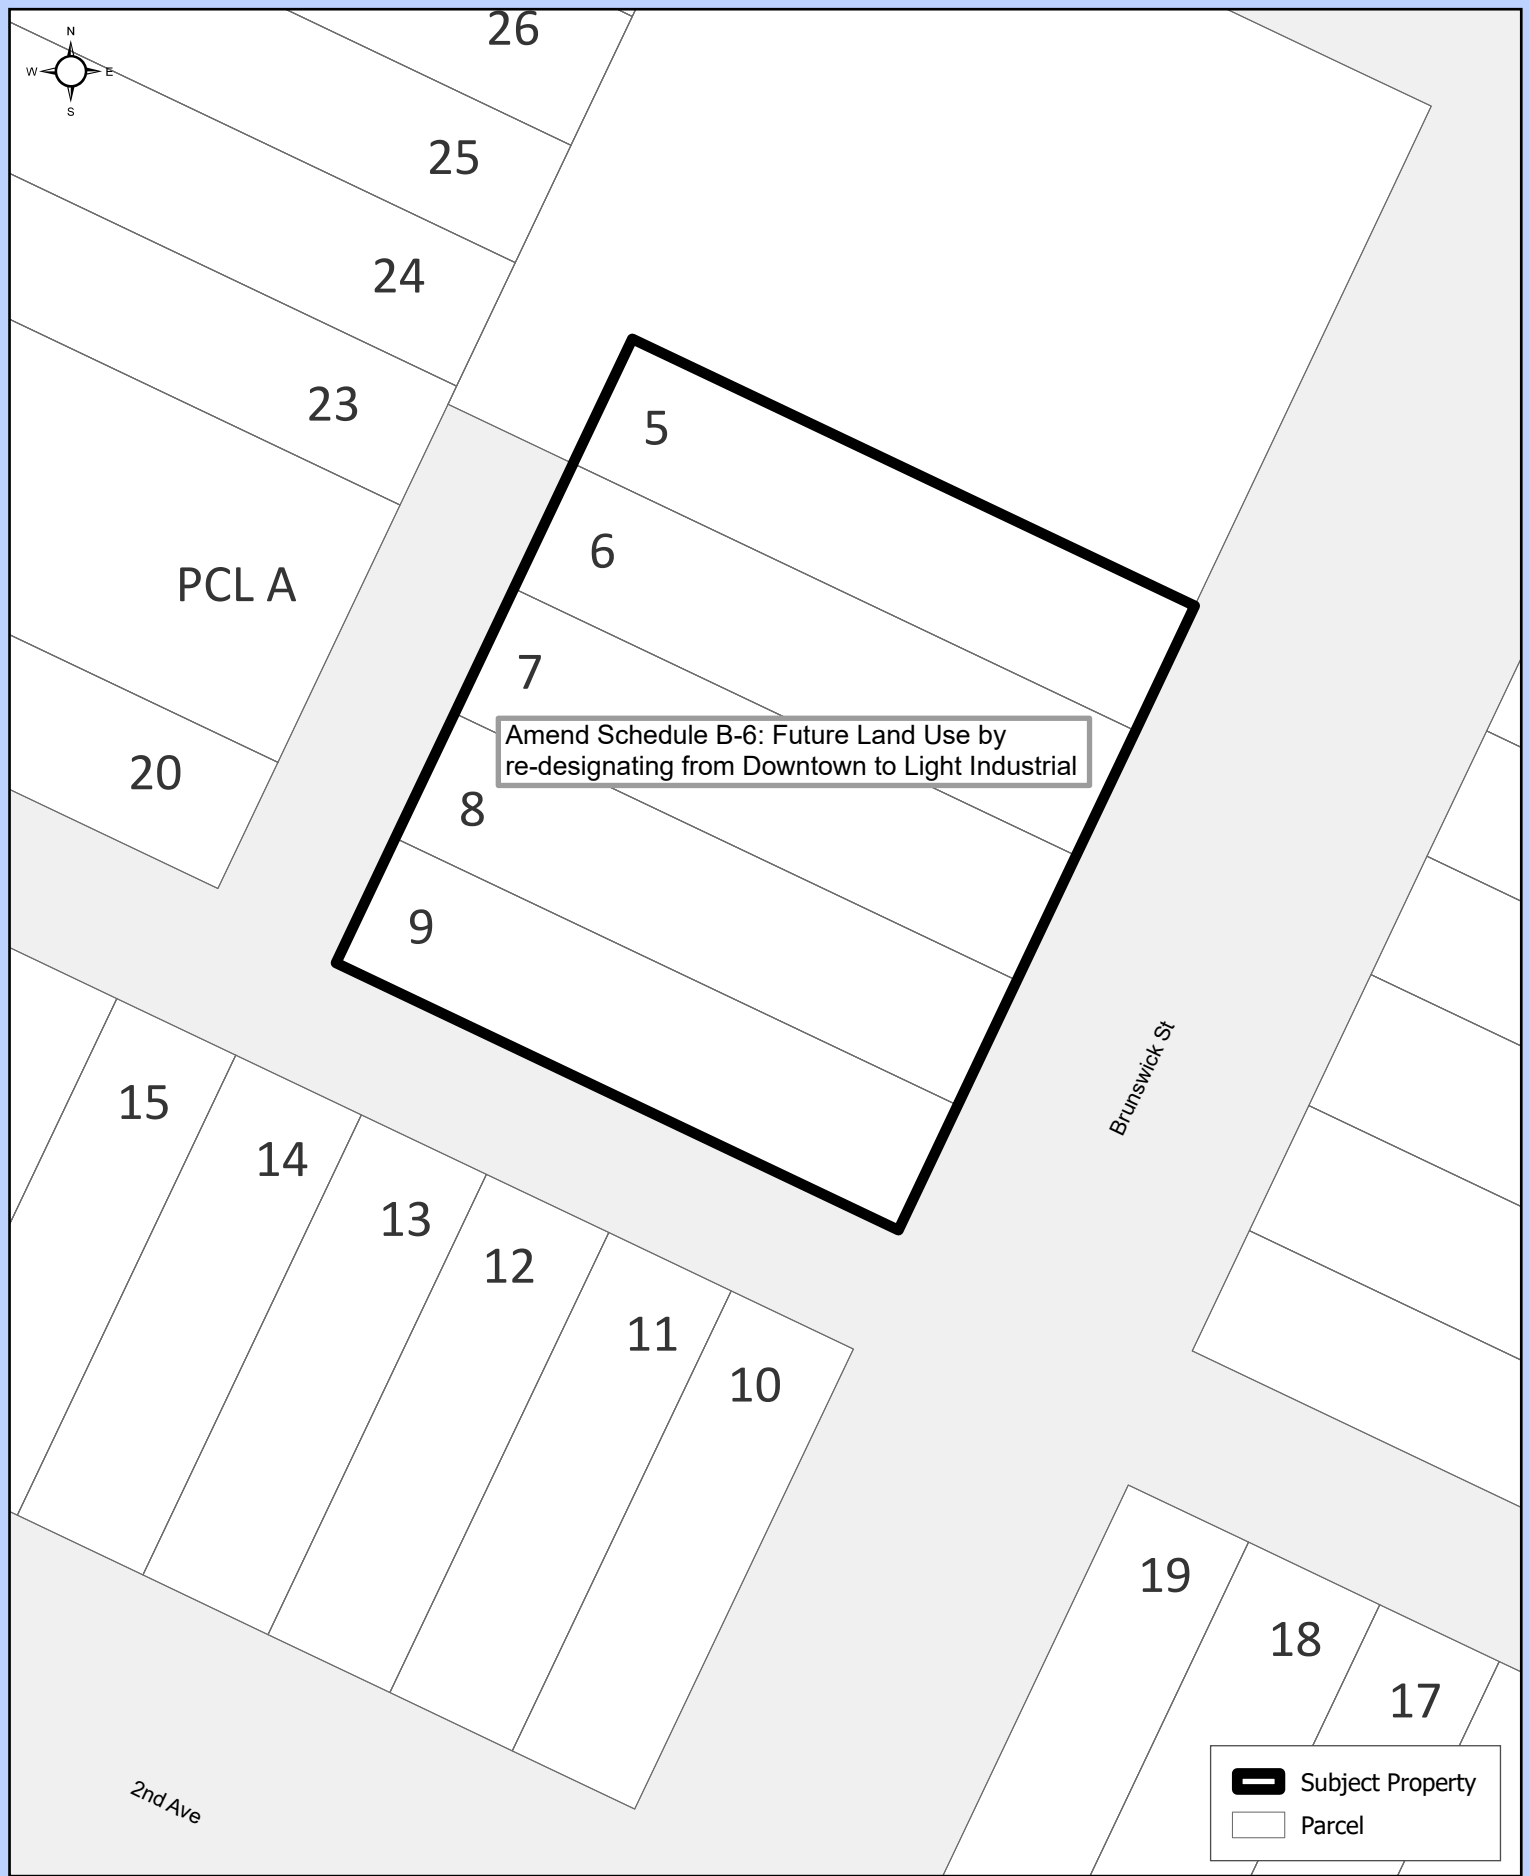 26
N
W E
S
25
24
23
5
6
PCL A
7
Amend Schedule B-6: Future Land Use by
re-designating from Downtown to Light Industrial
20
8
9
Brunswick St
15
14
13
12
11
10
19
18
17
2nd Ave
Subject Property
Parcel